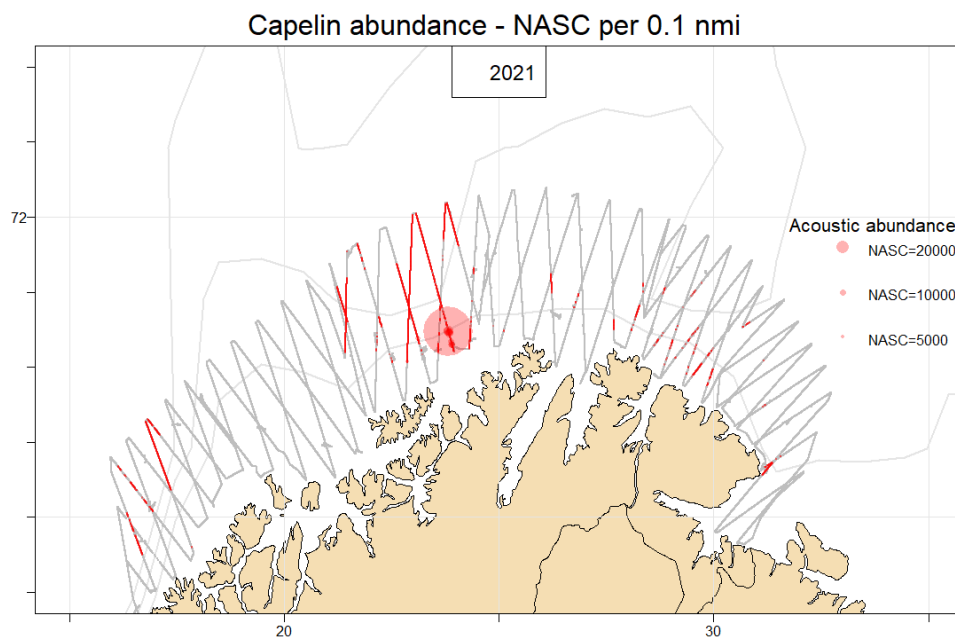 Capelin abundance - NASC per 0.1 nmi
2021
72
Acoustic abundance
NASC=20000
NASC=10000
NASC=5000
20
30